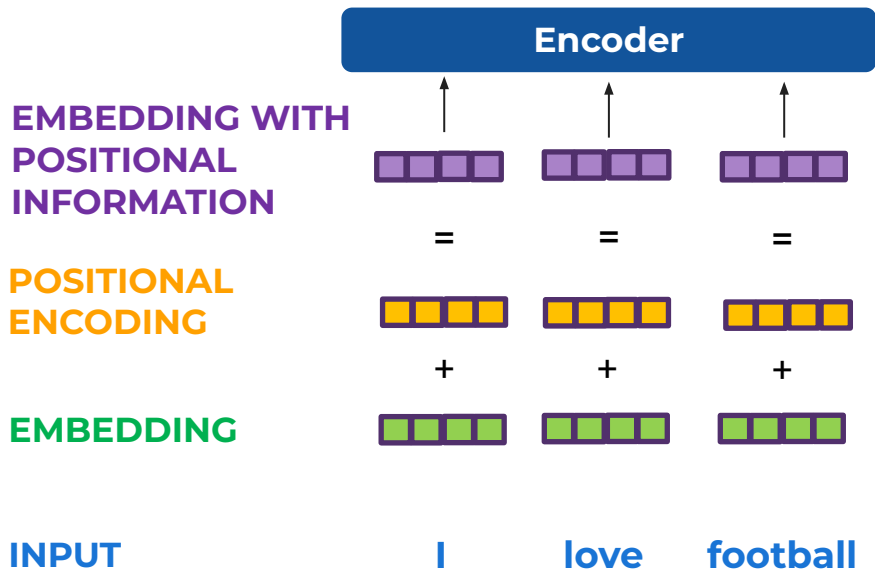 Encoder
EMBEDDING WITH
POSITIONAL
INFORMATION
= = =
POSITIONAL
ENCODING
+ + +
EMBEDDING
INPUT I love football